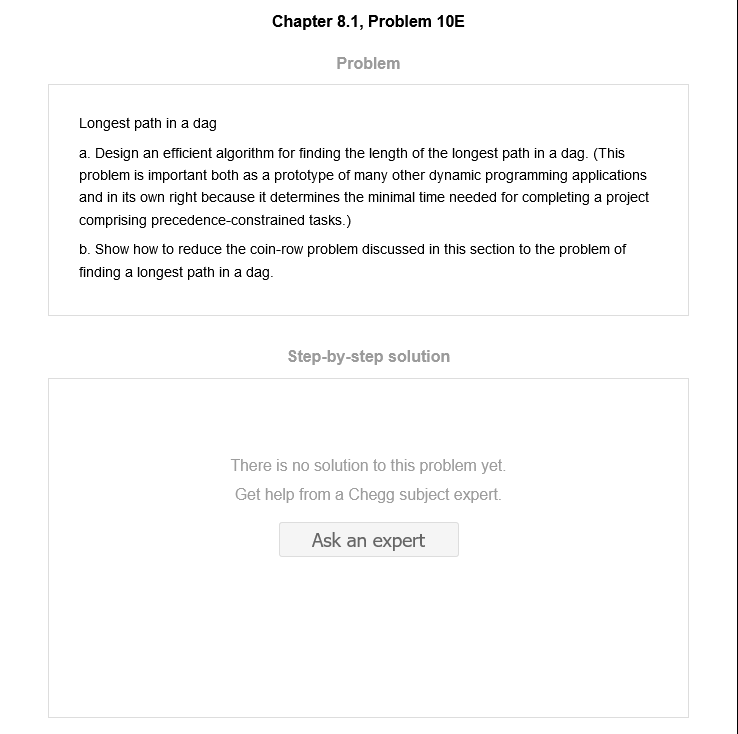 Chapter 8.1, Problem 10E
Problem
Longest path in a dag
a. Design an efficient algorithm for finding the length of the longest path in a dag. (This
problem is important both as a prototype of many other dynamic programming applications
and in its own right because it determines the minimal time needed for completing a project
comprising precedence-constrained tasks.)
b. Show how to reduce the coin-row problem discussed in this section to the problem of
finding a longest path in a dag.
Step-by-step solution
There is no solution to this problem yet.
Get help from a Chegg subject expert.
Ask an expert